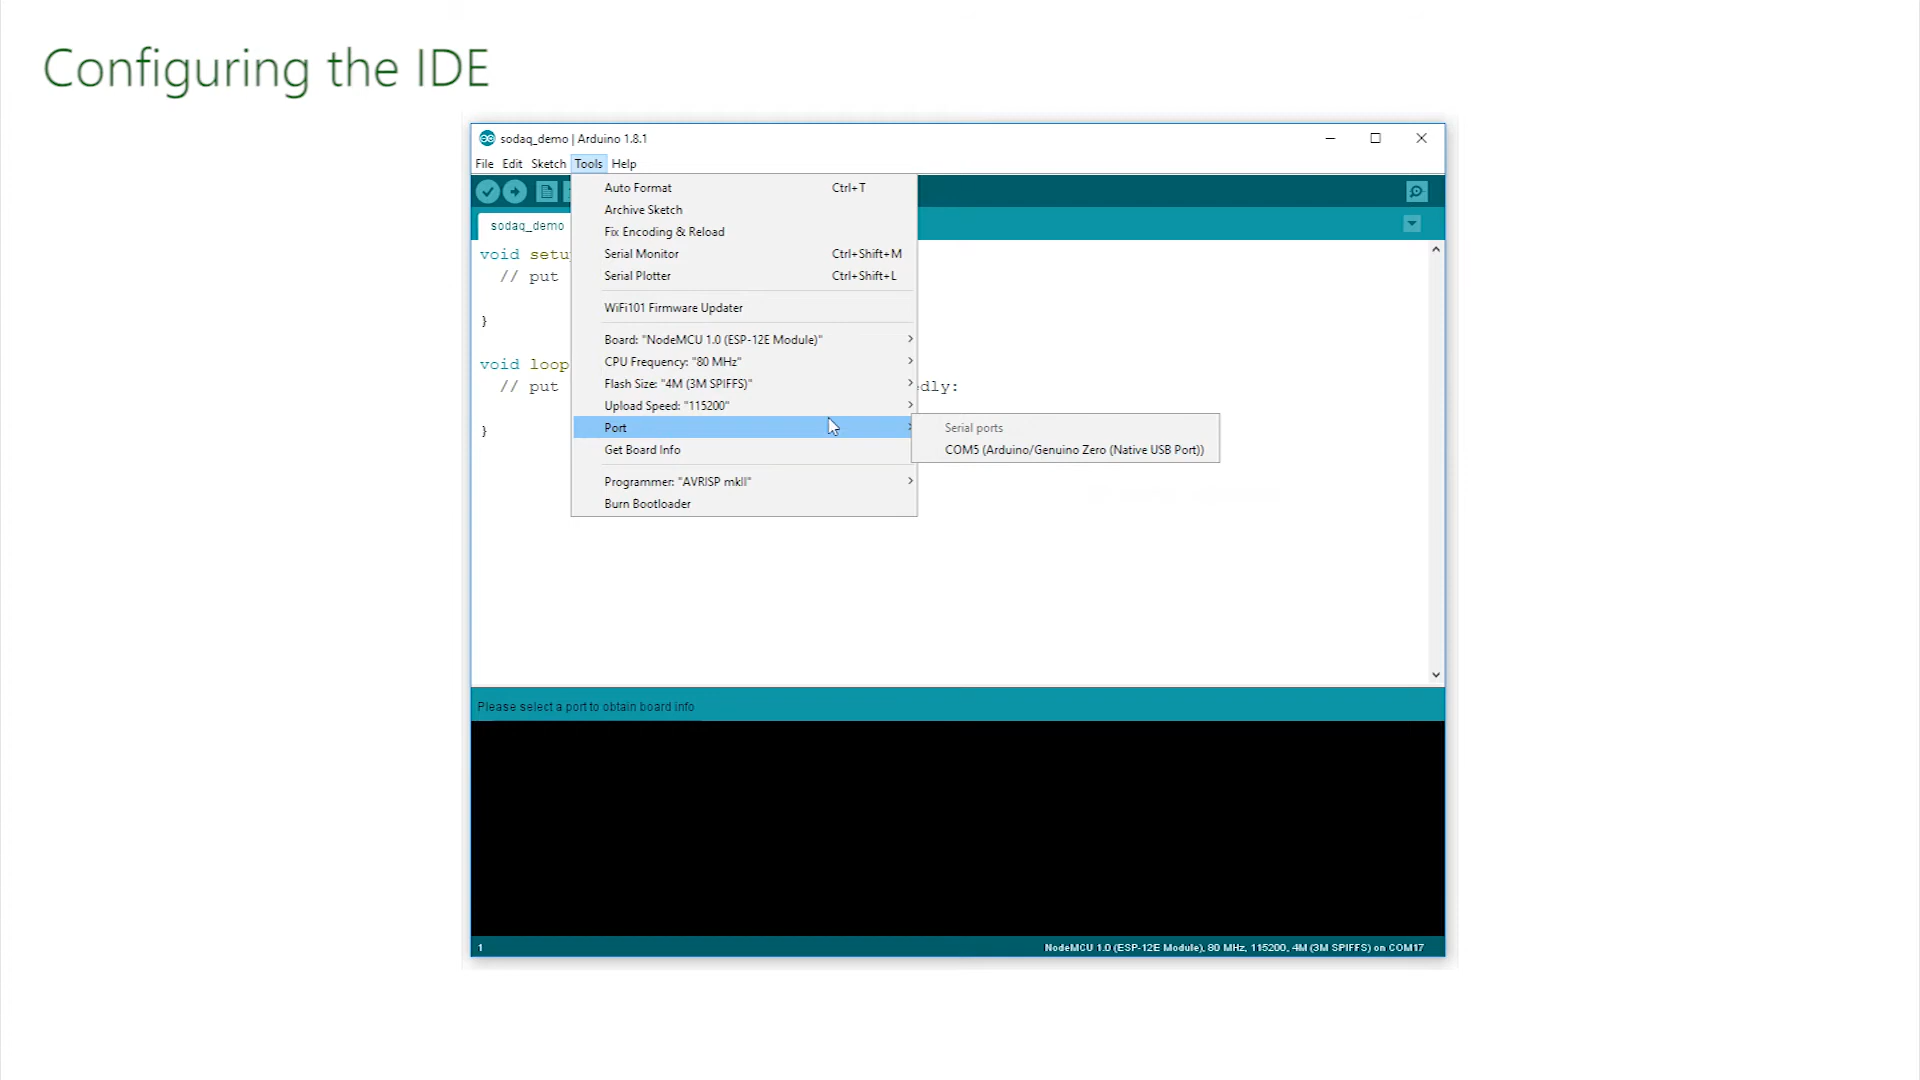 Configuring the IDE
sodaq_demo | Arduino 1.8.1
File Edit Sketch Tools Help
Auto Format Ctrl+T
Archive Sketch
sodaq_demo
Fix Encoding & Reload
void setu
Serial Monitor Ctrl+Shift+M
// put
Serial Plotter Ctrl+Shift+L
WiFi101 Firmware Updater
}
Board: "NodeMCU 1.0 (ESP-12E Module)"
void loop
CPU Frequency: "80 MHz"
// put
Flash Size: "4M (3M SPIFFS)"
dly:
Upload Speed: "115200"
}
Port
Serial ports
Get Board Info
COM5 (Arduino/Genuino Zero (Native USB Port))
Programmer: "AVRISP mkII"
Burn Bootloader
Please select a port to obtain board info
1
NodeMCU 1.0 (ESP-12E Module), 80 MHz, 115200, 4M (3M SPIFFS) on COM17